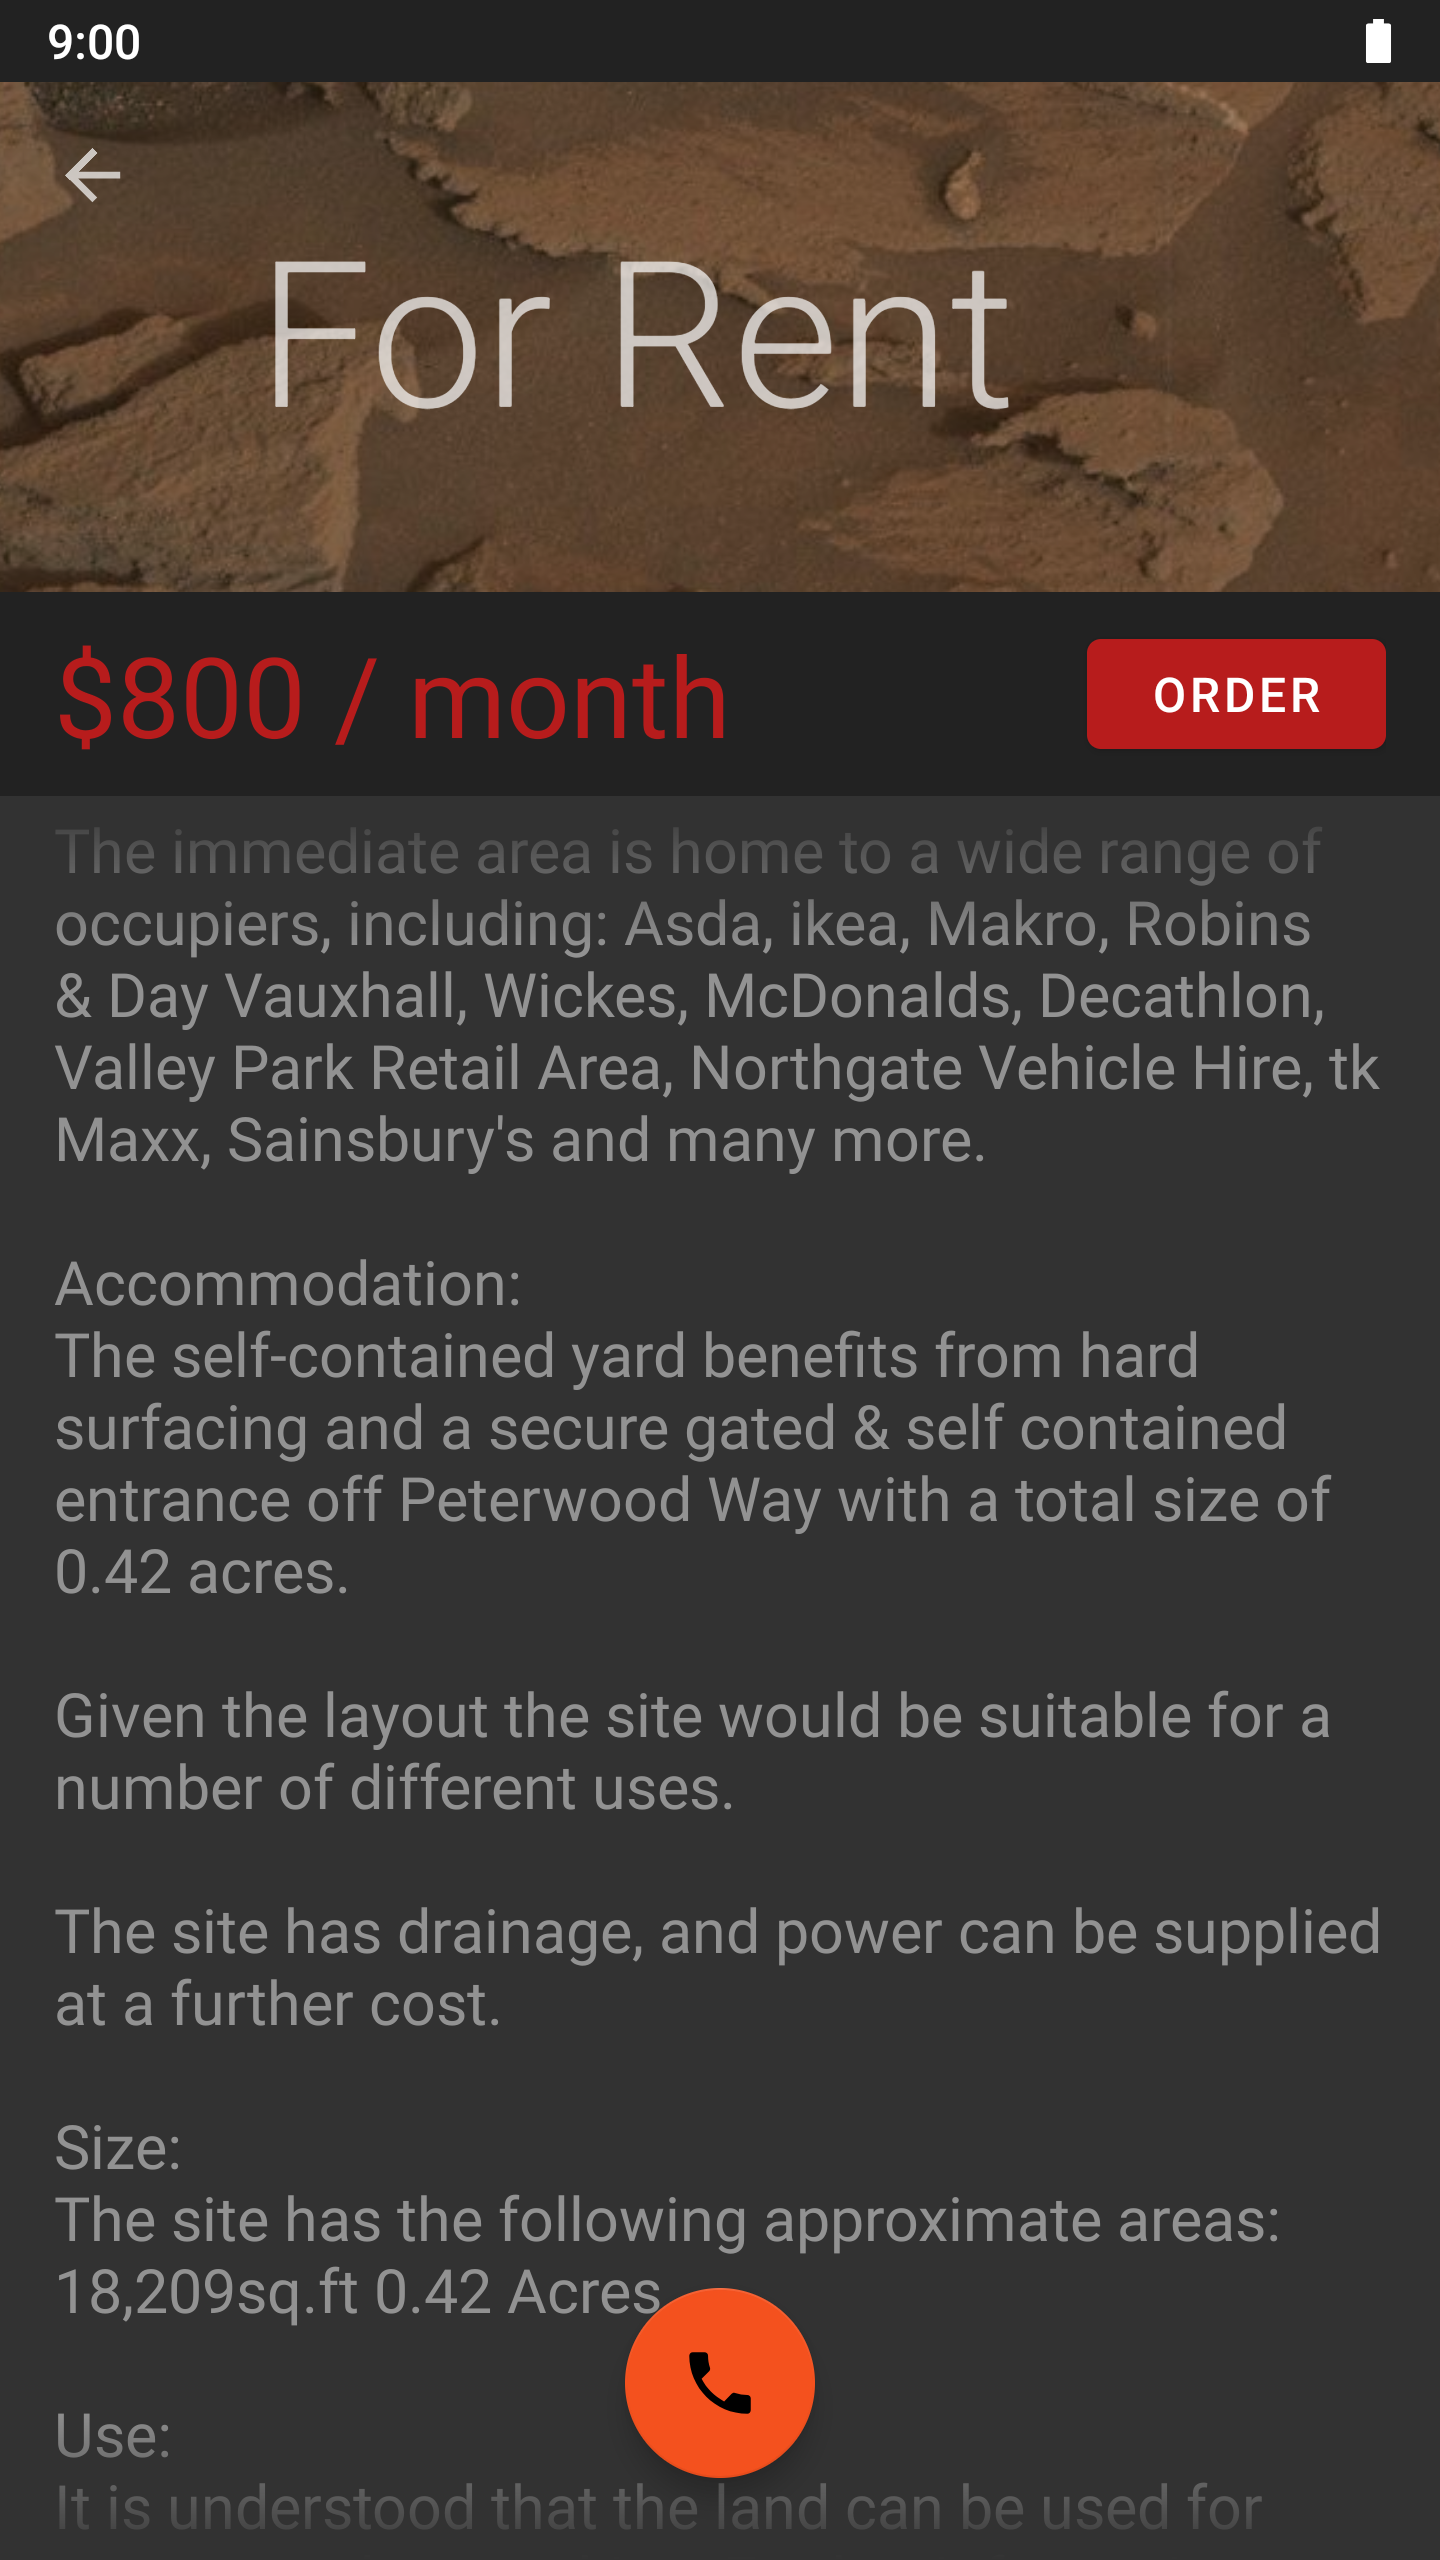 9:00
For Rent
$800 / month
ORDER
The immediate area is home to a wide range of
occupiers, including: Asda, ikea, Makro, Robins
& Day Vauxhall, Wickes, McDonalds, Decathlon,
Valley Park Retail Area, Northgate Vehicle Hire, tk
Maxx, Sainsbury's and many more.
Accommodation:
The self-contained yard benefits from hard
surfacing and a secure gated & self contained
entrance off Peterwood Way with a total size of
0.42 acres.
Given the layout the site would be suitable for a
number of different uses.
The site has drainage, and power can be supplied
at a further cost.
Size:
The site has the following approximate areas:
18,209sq.ft 0.42 Acres
Use:
It is understood that the land can be used for